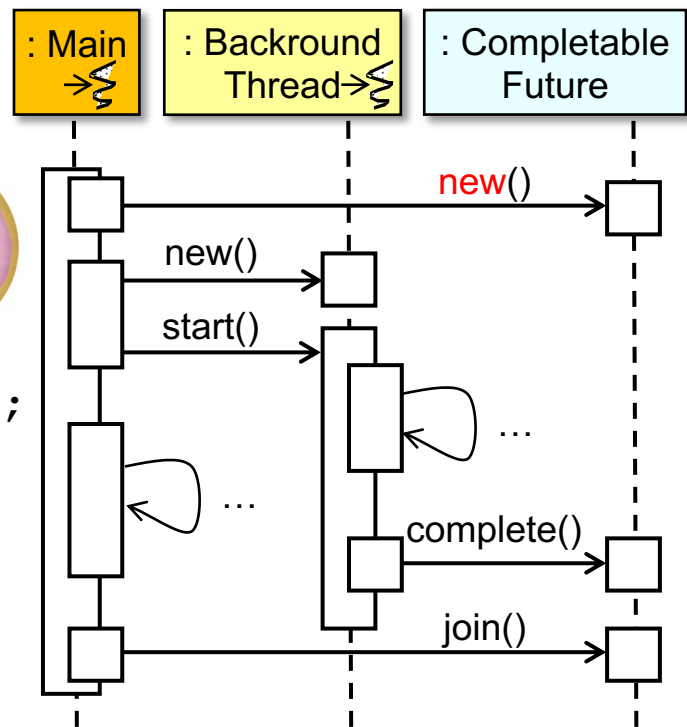 : Main
: Backround
Thread
: Completable
Future
new()
new()
start()
;
…
…
complete()
join()